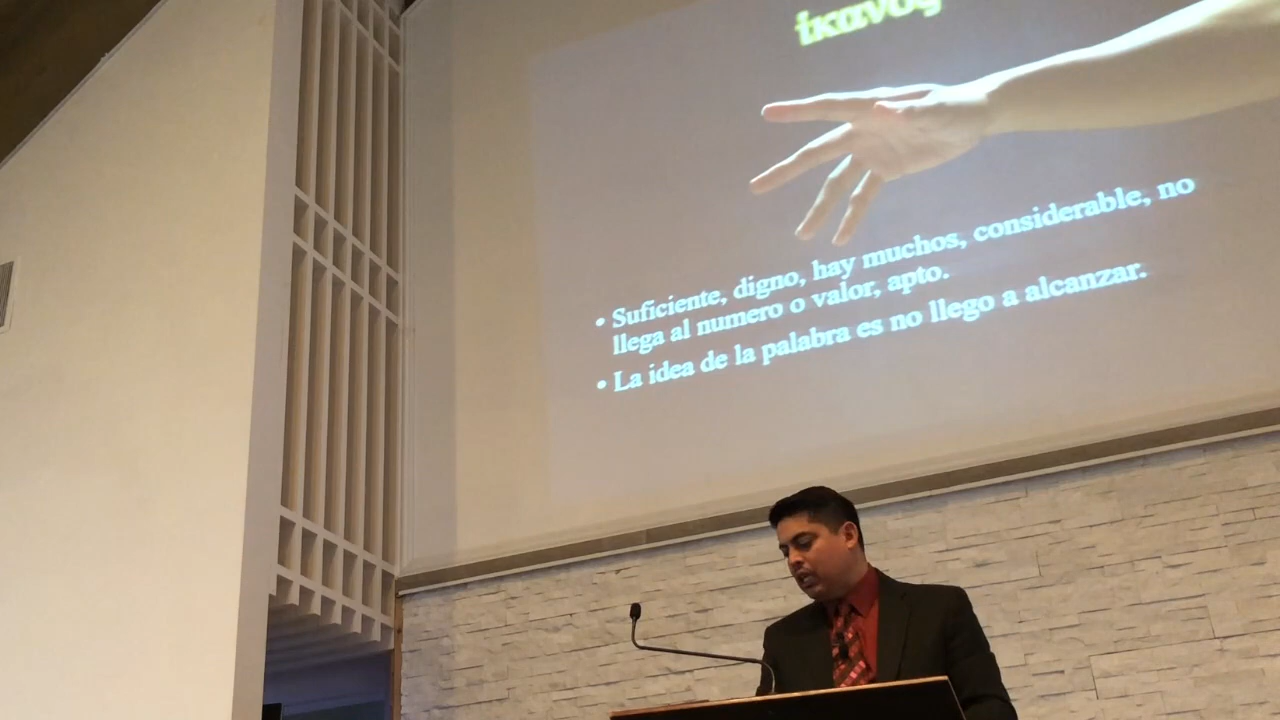 ἱκανός
• Suficiente, digno, hay muchos, considerable, no
llega al numero o valor, apto.
• La idea de la palabra es no llego a alcanzar.